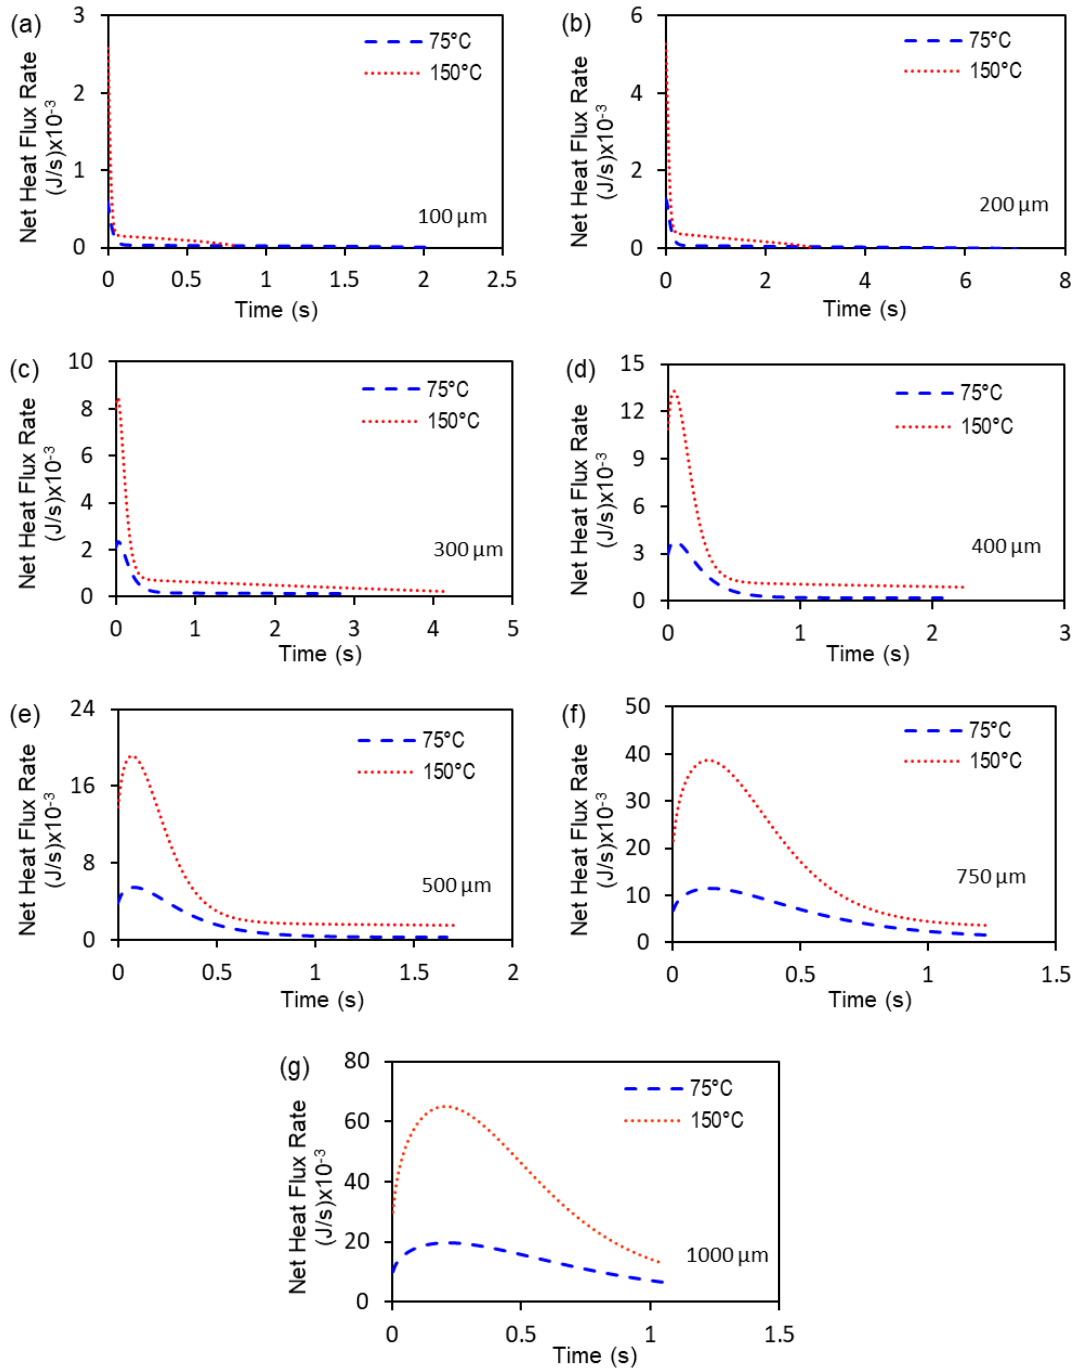 (a)
Net Heat Flux Rate
(J/s)x10-3
3
2
1
0
0 0.5 1 1.5 2 2.5
Time (s)
75°C
150°C
100 µm
(b)
Net Heat Flux Rate
(J/s)x10-3
6
4
2
0
0 2 4 6 8
Time (s)
75°C
150°C
200 µm
(c)
Net Heat Flux Rate
(J/s)x10-3
10
8
6
4
2
0
0 1 2 3 4 5
Time (s)
75°C
150°C
300 µm
(d)
Net Heat Flux Rate
(J/s)x10-3
15
12
9
6
3
0
0 1 2 3
Time (s)
75°C
150°C
400 µm
(e)
Net Heat Flux Rate
(J/s)x10-3
24
16
8
0
0 0.5 1 1.5 2
Time (s)
75°C
150°C
500 µm
(f)
Net Heat Flux Rate
(J/s)x10-3
50
40
30
20
10
0
0 0.5 1 1.5
Time (s)
75°C
150°C
750 µm
(g)
Net Heat Flux Rate
(J/s)x10-3
80
60
40
20
0
0 0.5 1 1.5
Time (s)
75°C
150°C
1000 µm